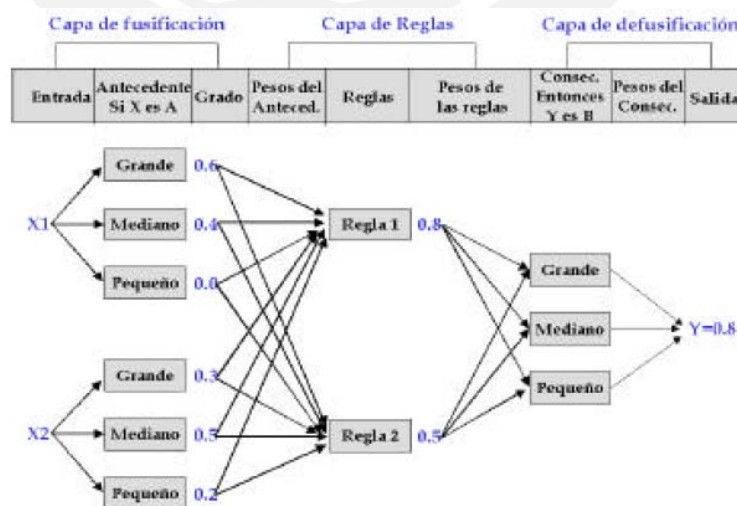 Capa de fusificación Capa de Reglas Capa de defusificación
Entrada Antecedente Si X es A Grado Pesos del Anteced. Reglas Pesos de las reglas Consec. Entonces Y es B Pesos del Consec. Salida
Grande 0.6
X1 Mediano 0.4 Regla 1 0.8
Pequeño 0.0
Grande
Mediano Y=0.8
Grande 0.3 Pequeño
X2 Mediano 0.5 Regla 2 0.5
Pequeño 0.2